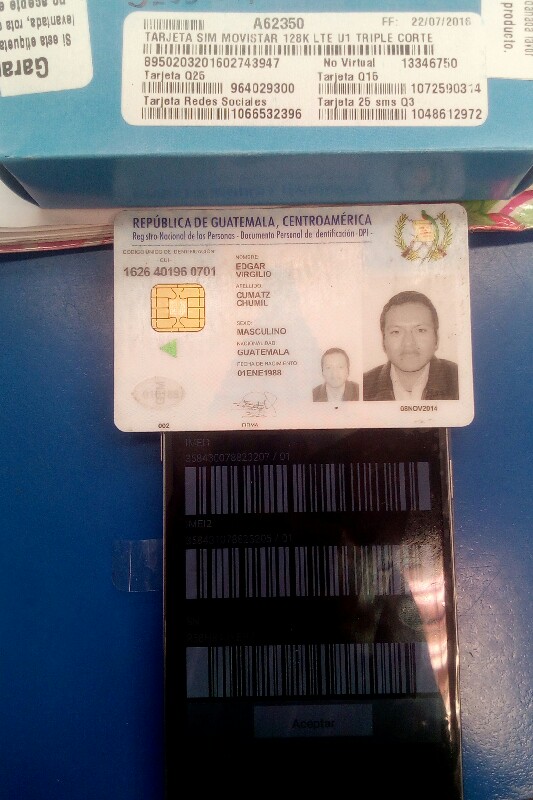 A62350 FF: 22/07/2016
TARJETA SIM MOVISTAR 128K LTE U1 TRIPLE CORTE
8950203201602743947 No Virtual 13346750
Tarjeta Q25 Tarjeta Q15
964029300 1072590314
Tarjeta Redes Sociales Tarjeta 25 sms Q3
1066532396 1048612972
Si esta etiqueta
levantada, rota
no acepte e
Garan
producto.
REPÚBLICA DE GUATEMALA, CENTROAMÉRICA
Registro Nacional de las Personas - Documento Personal de Identificación -DPI-
CÓDIGO ÚNICO DE IDENTIFICACIÓN
CUI
1626 40196 0701
NOMBRE
EDGAR
VIRGILIO
APELLIDO
CUMATZ
CHUMIL
SEXO
MASCULINO
NACIONALIDAD
GUATEMALA
FECHA DE NACIMIENTO
01ENE1988
08NOV2014
002
FIRMA
IMEI1
IMEI2
Aceptar